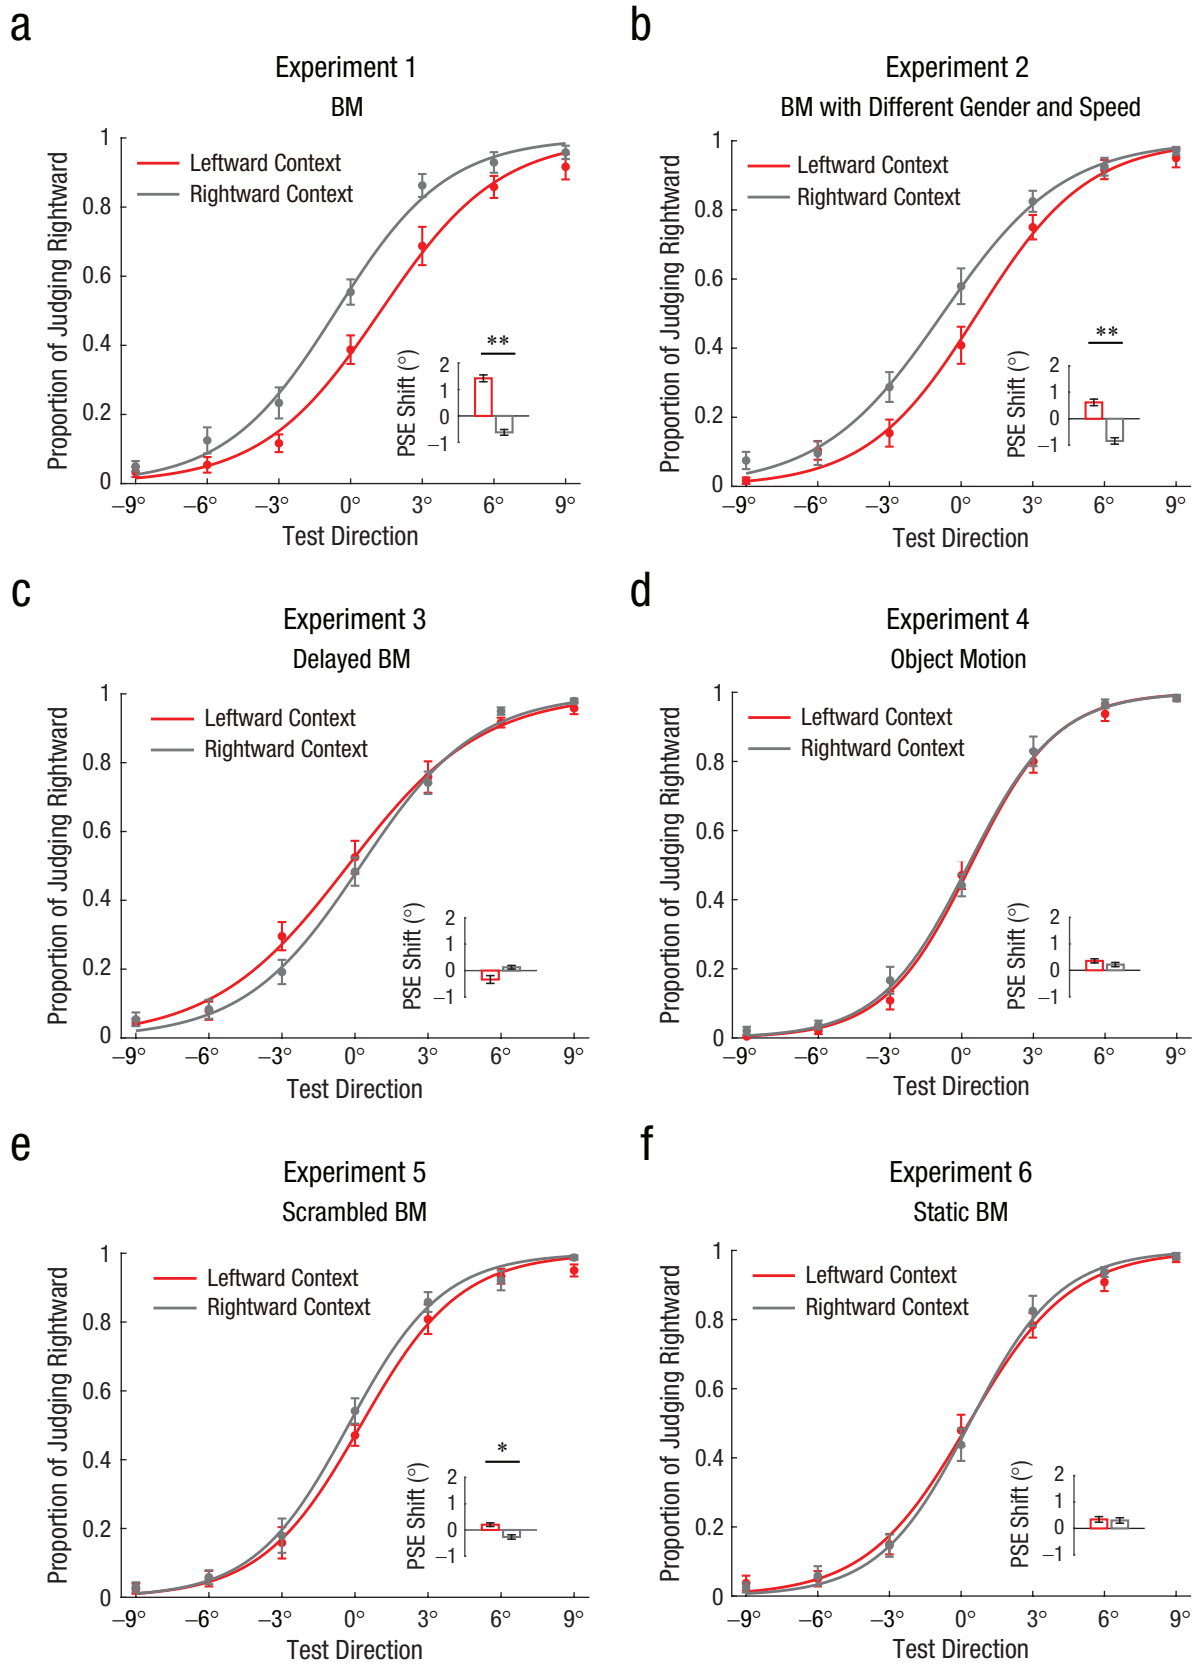 a
Experiment 1
BM
Proportion of Judging Rightward
1
0.8
0.6
0.4
0.2
0
Leftward Context
Rightward Context
PSE Shift (°)
2
1
0
−1
**
−9° −6° −3° 0° 3° 6° 9°
Test Direction
b
Experiment 2
BM with Different Gender and Speed
Proportion of Judging Rightward
1
0.8
0.6
0.4
0.2
0
Leftward Context
Rightward Context
PSE Shift (°)
2
1
0
−1
**
−9° −6° −3° 0° 3° 6° 9°
Test Direction
c
Experiment 3
Delayed BM
Proportion of Judging Rightward
1
0.8
0.6
0.4
0.2
0
Leftward Context
Rightward Context
PSE Shift (°)
2
1
0
−1
−9° −6° −3° 0° 3° 6° 9°
Test Direction
d
Experiment 4
Object Motion
Proportion of Judging Rightward
1
0.8
0.6
0.4
0.2
0
Leftward Context
Rightward Context
PSE Shift (°)
2
1
0
−1
−9° −6° −3° 0° 3° 6° 9°
Test Direction
e
Experiment 5
Scrambled BM
Proportion of Judging Rightward
1
0.8
0.6
0.4
0.2
0
Leftward Context
Rightward Context
PSE Shift (°)
2
1
0
−1
*
−9° −6° −3° 0° 3° 6° 9°
Test Direction
f
Experiment 6
Static BM
Proportion of Judging Rightward
1
0.8
0.6
0.4
0.2
0
Leftward Context
Rightward Context
PSE Shift (°)
2
1
0
−1
−9° −6° −3° 0° 3° 6° 9°
Test Direction